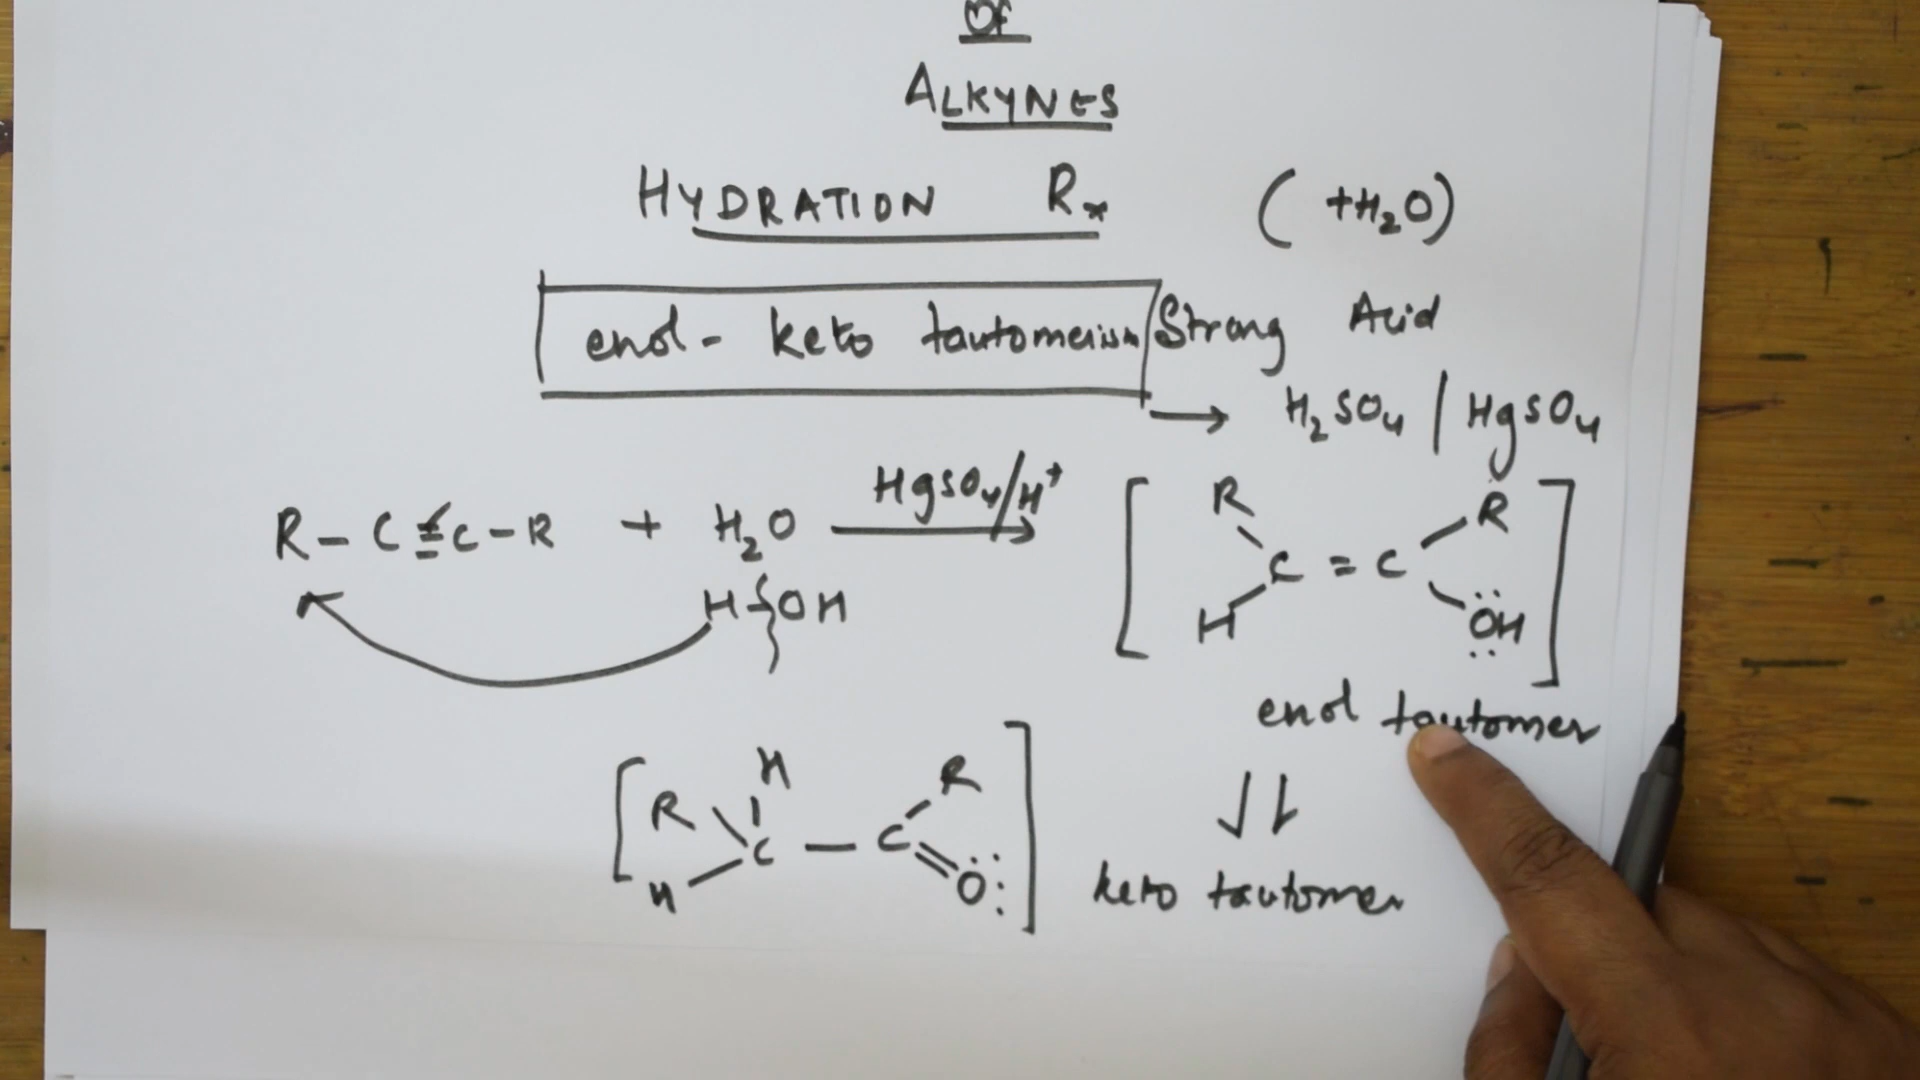 Of
ALKYNES
HYDRATION Rx (+H₂O)
enol- keto tautomerism Strong Acid
→ H₂SO₄ | HgSO₄
R - C ≡ C - R + H₂O HgSO₄/H⁺ →
H-OH
R R
C = C
H ÖH
enol tautomer
⇃↾
keto tautomer
R H R
C - C
H O: